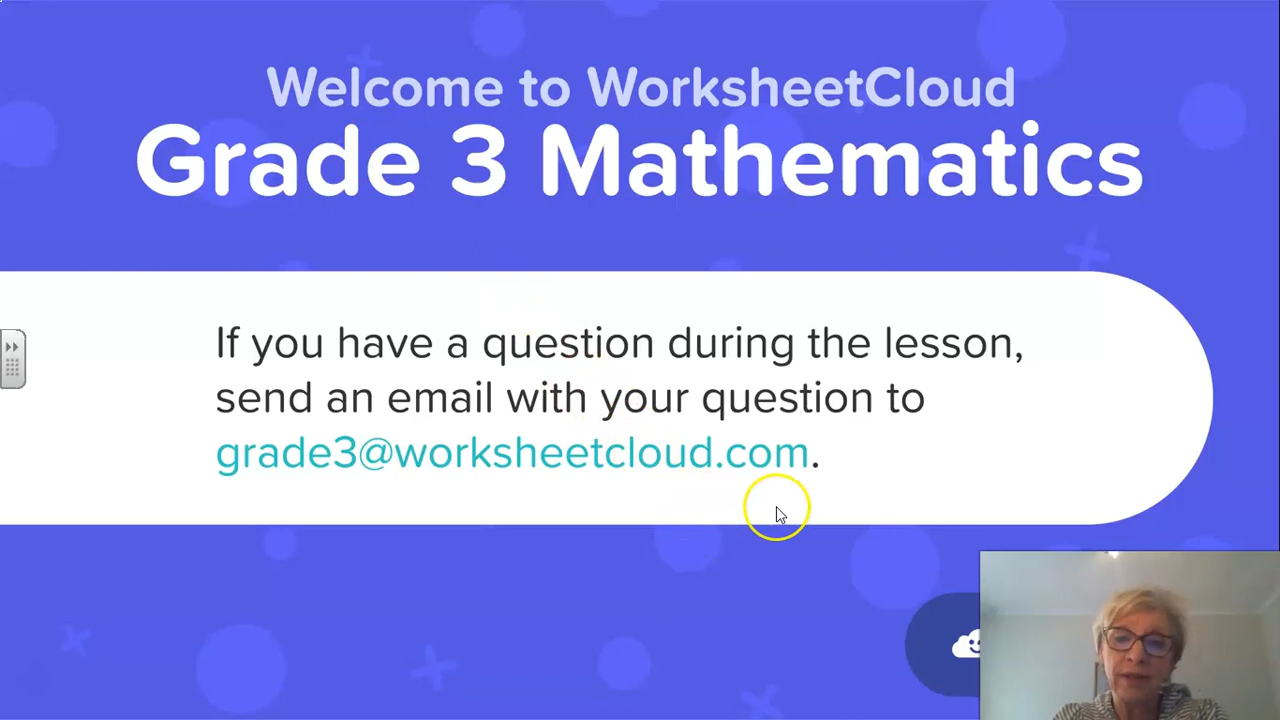 Welcome to WorksheetCloud
Grade 3 Mathematics
If you have a question during the lesson,
send an email with your question to
grade3@worksheetcloud.com.